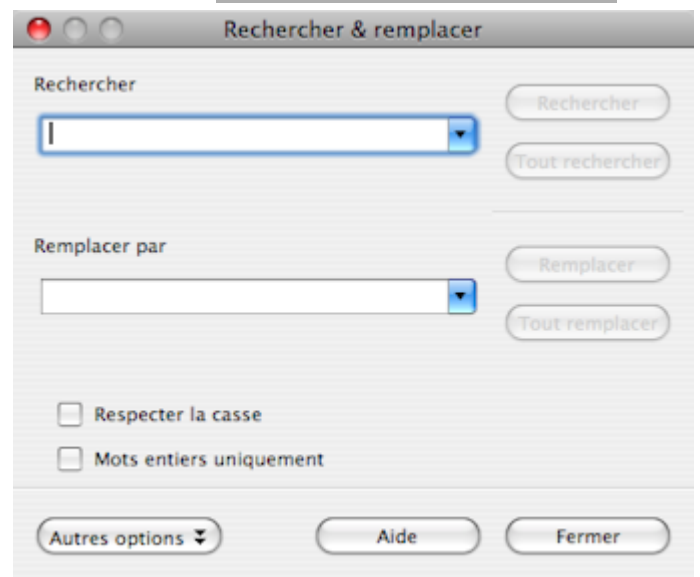 Rechercher & remplacer
Rechercher
Rechercher
Tout rechercher
Remplacer par
Remplacer
Tout remplacer
Respecter la casse
Mots entiers uniquement
Autres options
Aide
Fermer